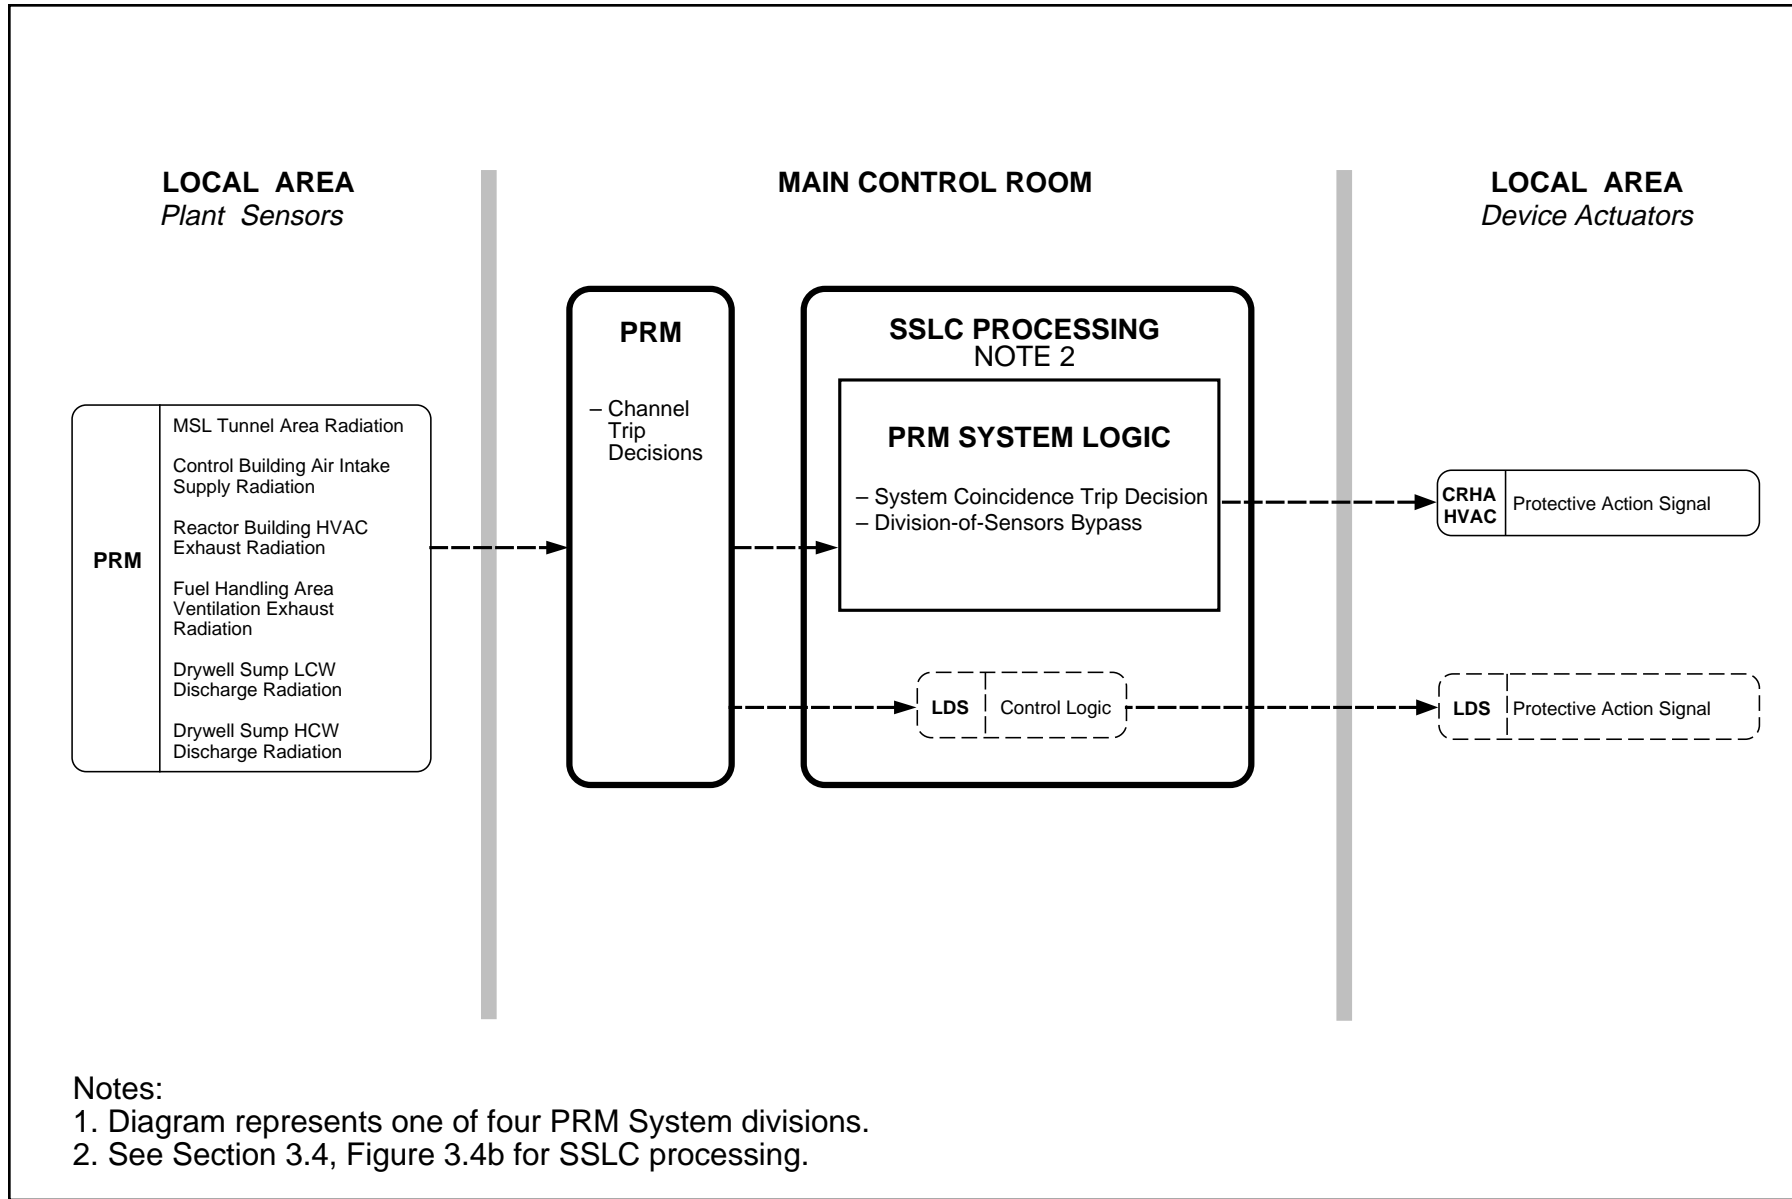 LOCAL AREA
Plant Sensors
MAIN CONTROL ROOM
LOCAL AREA
Device Actuators
PRM
MSL Tunnel Area Radiation
Control Building Air Intake
Supply Radiation
Reactor Building HVAC
Exhaust Radiation
Fuel Handling Area
Ventilation Exhaust
Radiation
Drywell Sump LCW
Discharge Radiation
Drywell Sump HCW
Discharge Radiation
PRM
– Channel
Trip
Decisions
SSLC PROCESSING
NOTE 2
PRM SYSTEM LOGIC
– System Coincidence Trip Decision
– Division-of-Sensors Bypass
LDS
Control Logic
CRHA
HVAC
Protective Action Signal
LDS
Protective Action Signal
Notes:
1. Diagram represents one of four PRM System divisions.
2. See Section 3.4, Figure 3.4b for SSLC processing.